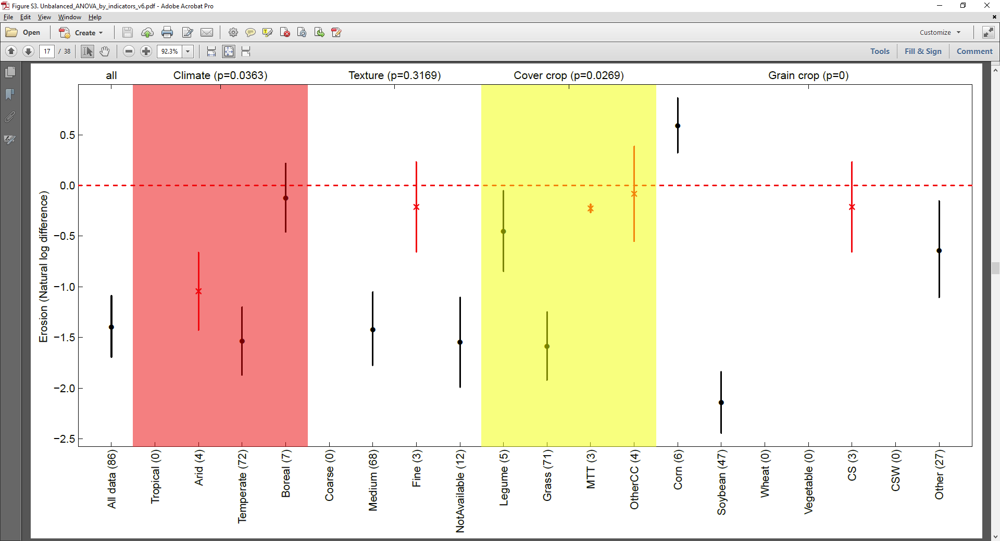 Figure S3. Unbalanced_ANOVA_by_indicators_v6.pdf - Adobe Acrobat Pro
File Edit View Window Help
Open Create Customize
17 / 38 92.3% Tools Fill & Sign Comment
all Climate (p=0.0363) Texture (p=0.3169) Cover crop (p=0.0269) Grain crop (p=0)
Erosion (Natural log difference)
0.5
0.0
−0.5
−1.0
−1.5
−2.0
−2.5
All data (86)
Tropical (0)
Arid (4)
Temperate (72)
Boreal (7)
Coarse (0)
Medium (68)
Fine (3)
NotAvailable (12)
Legume (5)
Grass (71)
MTT (3)
OtherCC (4)
Corn (6)
Soybean (47)
Wheat (0)
Vegetable (0)
CS (3)
CSW (0)
Other (27)